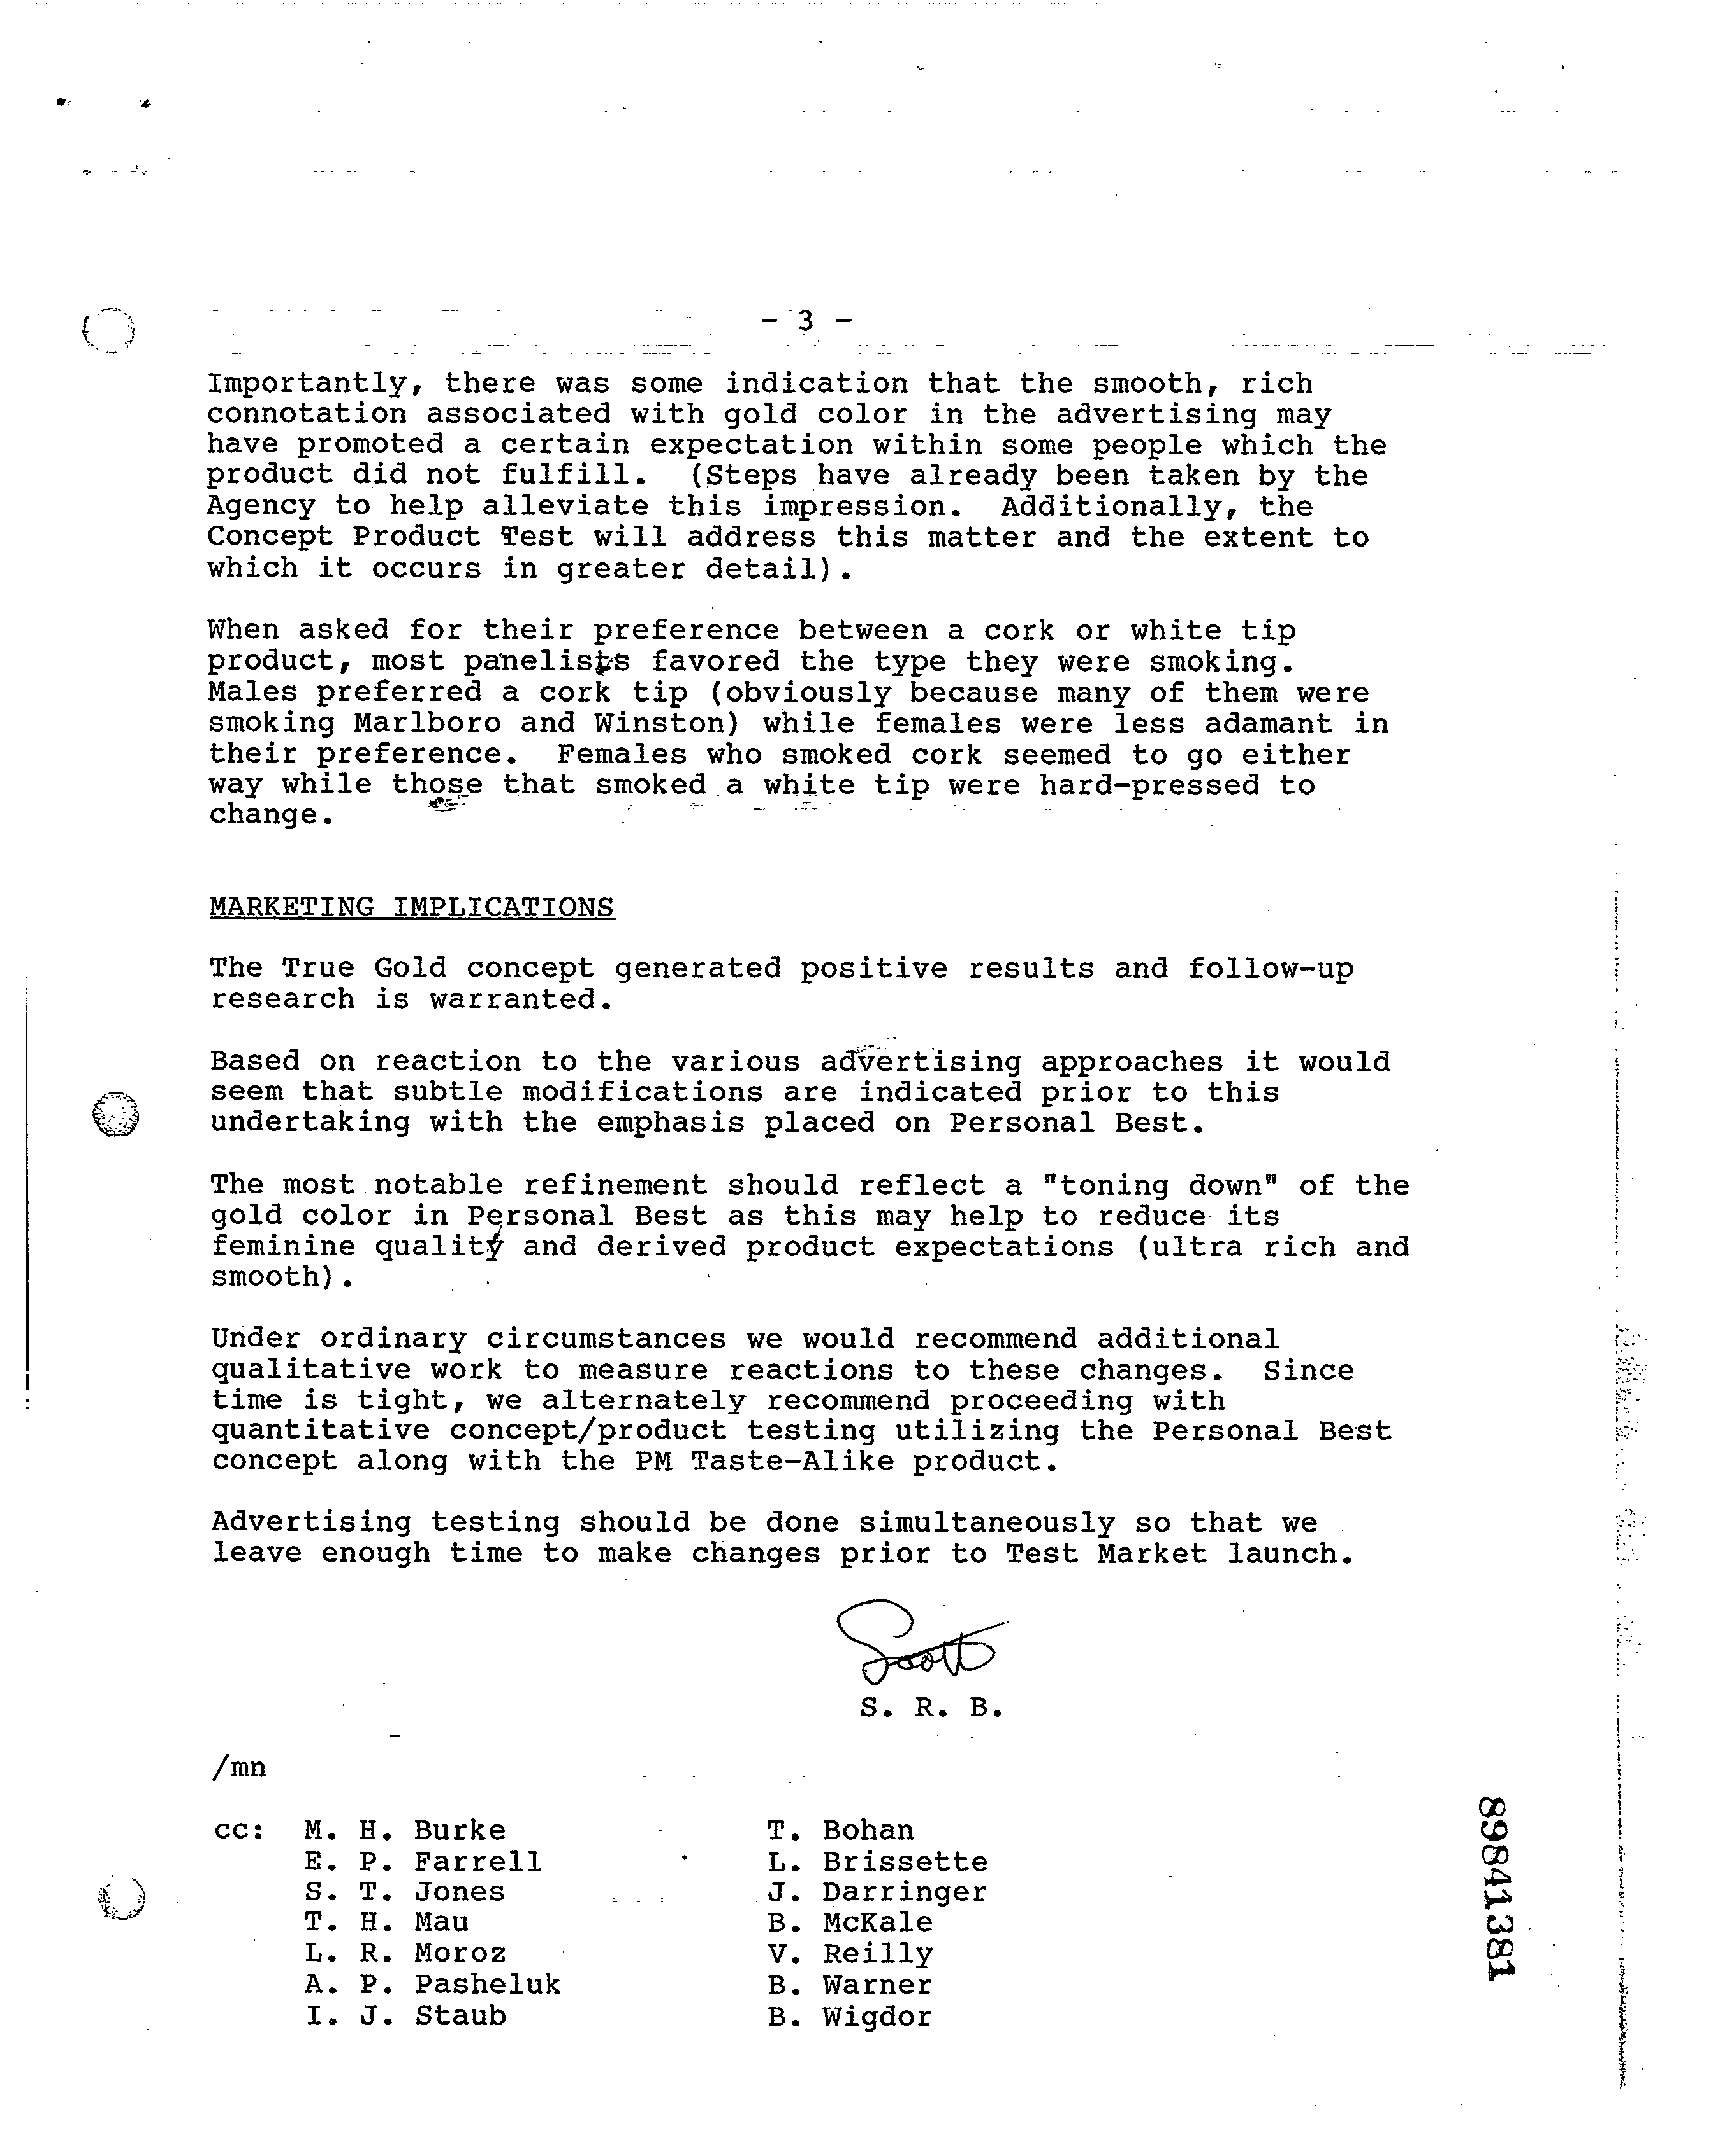 - 3 -
Importantly, there was some indication that the smooth, rich
connotation associated with gold color in the advertising may
have promoted a certain expectation within some people which the
product did not fulfill. (Steps have already been taken by the
Agency to help alleviate this impression. Additionally, the
Concept Product Test will address this matter and the extent to
which it occurs in greater detail).
When asked for their preference between a cork or white tip
product, most panelists favored the type they were smoking.
Males preferred a cork tip (obviously because many of them were
smoking Marlboro and Winston) while females were less adamant in
their preference. Females who smoked cork seemed to go either
way while those that smoked a white tip were hard-pressed to
change.
MARKETING IMPLICATIONS
The True Gold concept generated positive results and follow-up
research is warranted.
Based on reaction to the various advertising approaches it would
seem that subtle modifications are indicated prior to this
undertaking with the emphasis placed on Personal Best.
The most notable refinement should reflect a "toning down" of the
gold color in Personal Best as this may help to reduce its
feminine quality and derived product expectations (ultra rich and
smooth).
Under ordinary circumstances we would recommend additional
qualitative work to measure reactions to these changes. Since
time is tight, we alternately recommend proceeding with
quantitative concept/product testing utilizing the Personal Best
concept along with the PM Taste-Alike product.
Advertising testing should be done simultaneously so that we
leave enough time to make changes prior to Test Market launch.
Scott
S. R. B.
/mn
cc: M. H. Burke T. Bohan
E. P. Farrell L. Brissette
S. T. Jones J. Darringer
T. H. Mau B. McKale
L. R. Moroz V. Reilly
A. P. Pasheluk B. Warner
I. J. Staub B. Wigdor
89841381